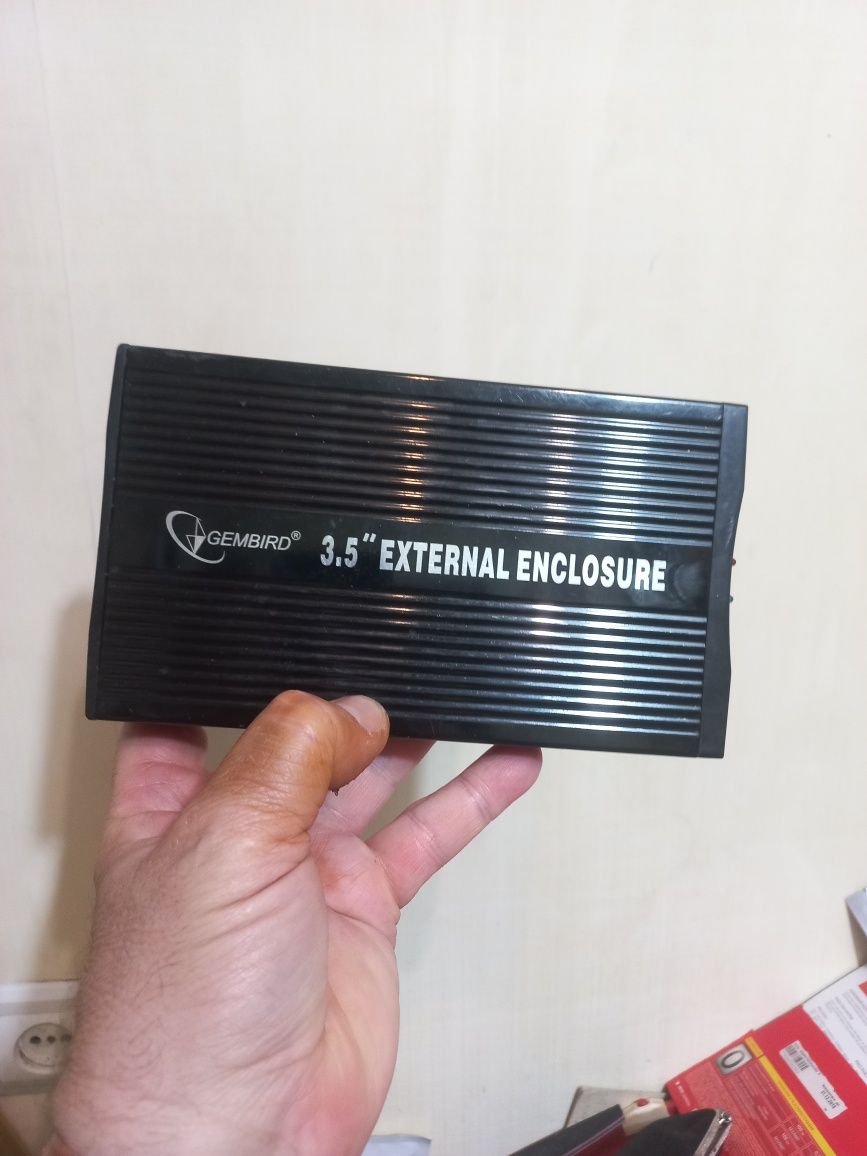 GEMBIRD®
3.5" EXTERNAL ENCLOSURE